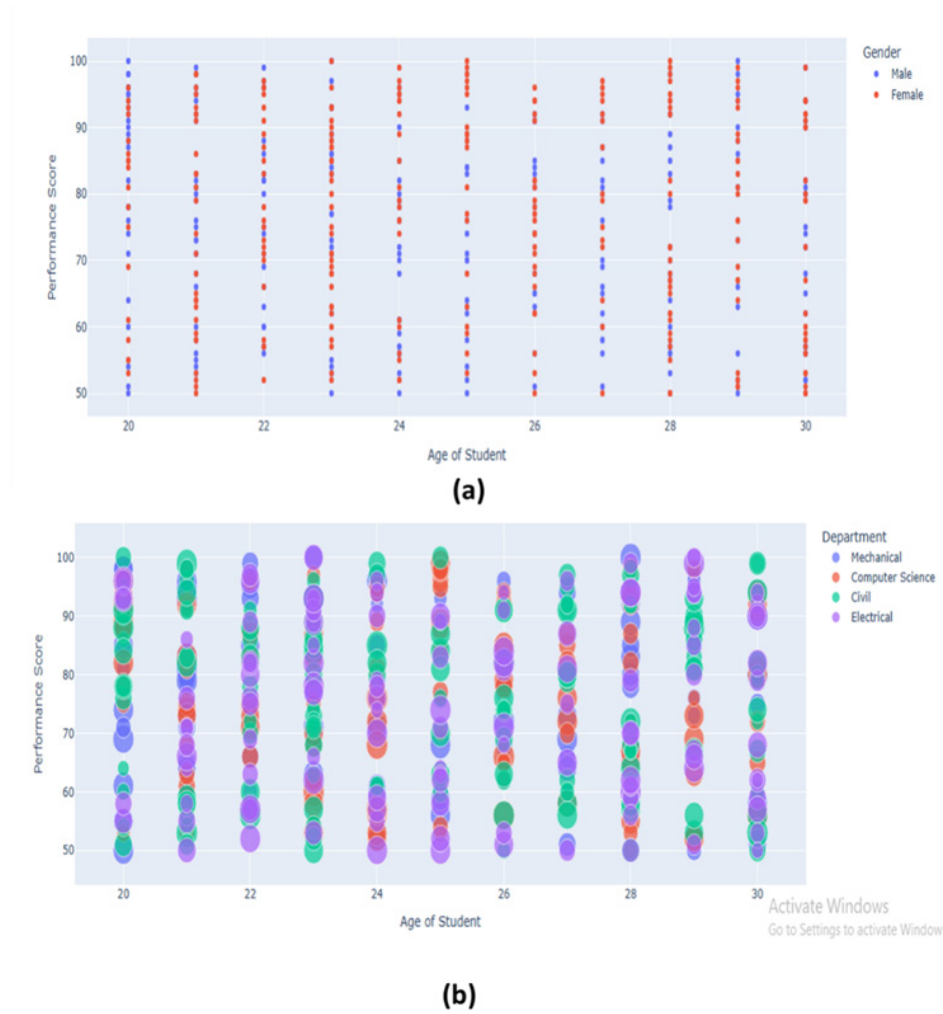 Gender
Male
Female
Performance Score
100
90
80
70
60
50
20
22
24
26
28
30
Age of Student
(a)
Department
Mechanical
Computer Science
Civil
Electrical
Performance Score
100
90
80
70
60
50
20
22
24
26
28
30
Age of Student
Activate Windows
Go to Settings to activate Window
(b)